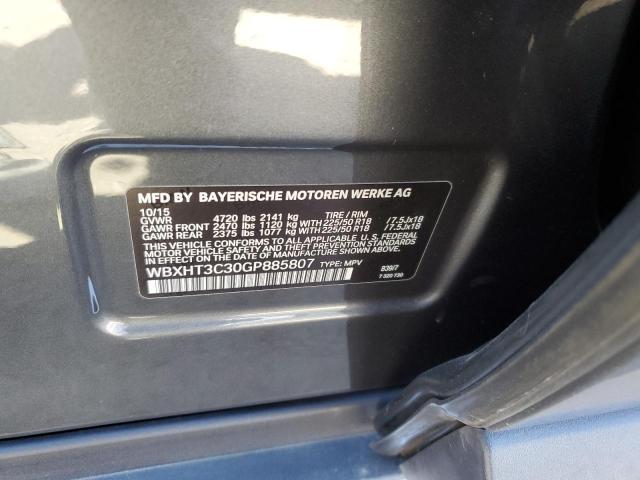 MFD BY BAYERISCHE MOTOREN WERKE AG
10/15
GVWR 4720 lbs 2141 kg TIRE / RIM
GAWR FRONT 2470 lbs 1120 kg WITH 225/50 R18 /7.5Jx18
GAWR REAR 2375 lbs 1077 kg WITH 225/50 R18 /7.5Jx18
THIS VEHICLE CONFORMS TO ALL APPLICABLE U.S. FEDERAL
MOTOR VEHICLE SAFETY AND THEFT PREVENTION STANDARDS
IN EFFECT ON THE DATE OF MANUFACTURE SHOWN ABOVE.
WBXHT3C30GP885807 TYPE: MPV B39/7
7 320 730